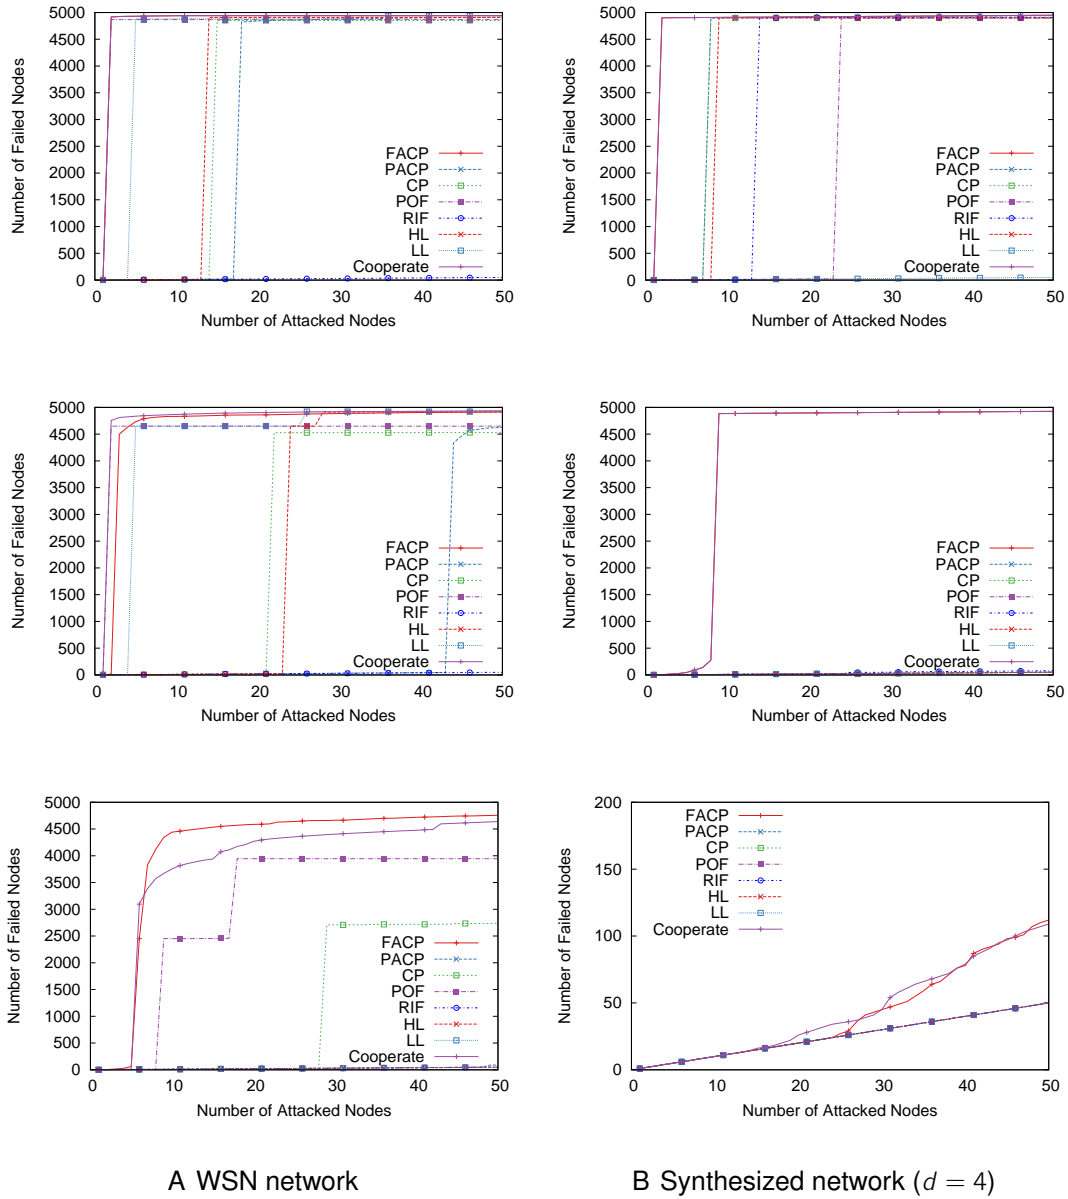 5000
4500
4000
3500
3000
2500
2000
1500
1000
500
0
Number of Failed Nodes
FACP
PACP
CP
POF
RIF
HL
LL
Cooperate
0 10 20 30 40 50
Number of Attacked Nodes
5000
4500
4000
3500
3000
2500
2000
1500
1000
500
0
Number of Failed Nodes
FACP
PACP
CP
POF
RIF
HL
LL
Cooperate
0 10 20 30 40 50
Number of Attacked Nodes
5000
4500
4000
3500
3000
2500
2000
1500
1000
500
0
Number of Failed Nodes
FACP
PACP
CP
POF
RIF
HL
LL
Cooperate
0 10 20 30 40 50
Number of Attacked Nodes
5000
4500
4000
3500
3000
2500
2000
1500
1000
500
0
Number of Failed Nodes
FACP
PACP
CP
POF
RIF
HL
LL
Cooperate
0 10 20 30 40 50
Number of Attacked Nodes
5000
4500
4000
3500
3000
2500
2000
1500
1000
500
0
Number of Failed Nodes
FACP
PACP
CP
POF
RIF
HL
LL
Cooperate
0 10 20 30 40 50
Number of Attacked Nodes
200
150
100
50
0
Number of Failed Nodes
FACP
PACP
CP
POF
RIF
HL
LL
Cooperate
0 10 20 30 40 50
Number of Attacked Nodes
A WSN network
B Synthesized network (d = 4)